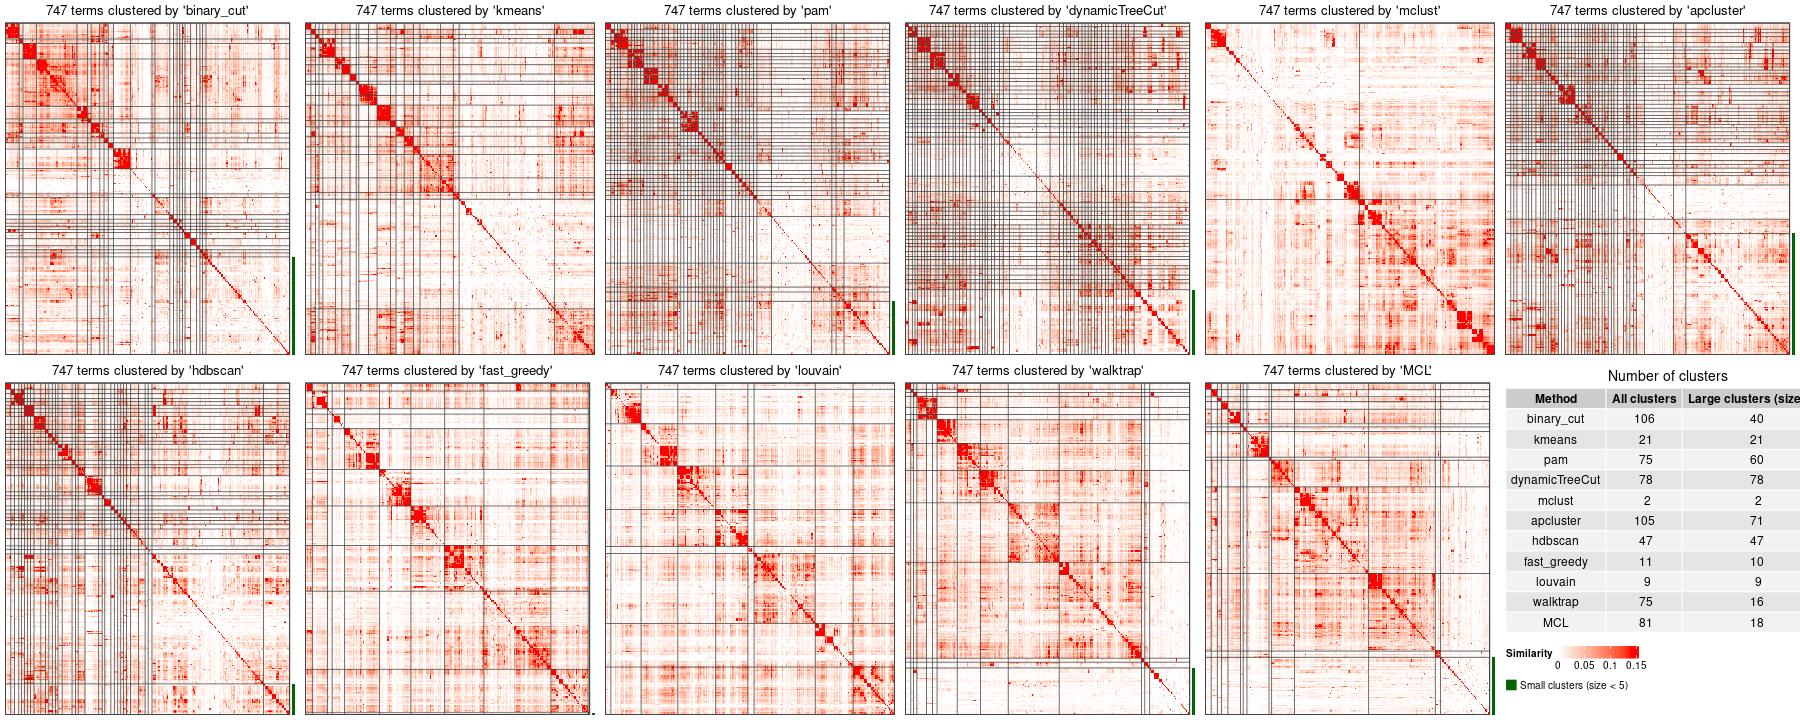 747 terms clustered by 'binary_cut'
747 terms clustered by 'kmeans'
747 terms clustered by 'pam'
747 terms clustered by 'dynamicTreeCut'
747 terms clustered by 'mclust'
747 terms clustered by 'apcluster'
747 terms clustered by 'hdbscan'
747 terms clustered by 'fast_greedy'
747 terms clustered by 'louvain'
747 terms clustered by 'walktrap'
747 terms clustered by 'MCL'
Number of clusters
Method All clusters Large clusters (size
binary_cut 106 40
kmeans 21 21
pam 75 60
dynamicTreeCut 78 78
mclust 2 2
apcluster 105 71
hdbscan 47 47
fast_greedy 11 10
louvain 9 9
walktrap 75 16
MCL 81 18
Similarity
0 0.05 0.1 0.15
Small clusters (size < 5)